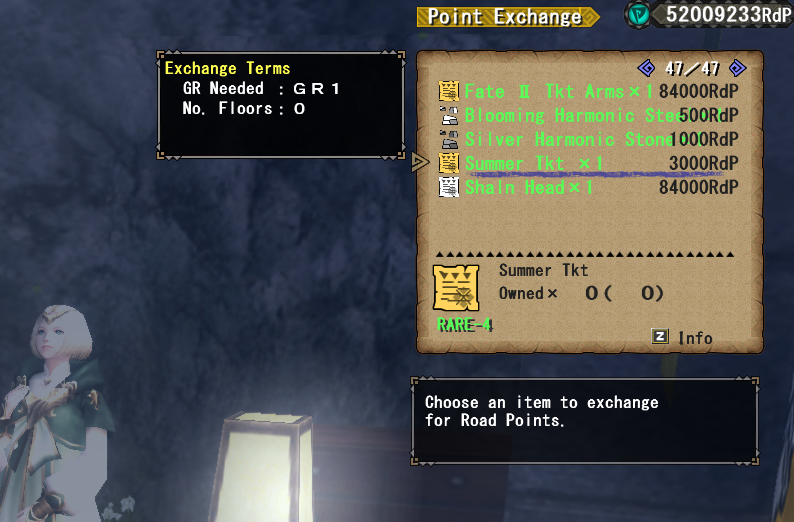 Point Exchange
52009233RdP
Exchange Terms
GR Needed : GR1
No. Floors: 0
47/47
Fate Ⅱ Tkt Arms×1 84000RdP
Blooming Harmonic 500RdP
Silver Harmonic Stone 1000RdP
Summer Tkt ×1 3000RdP
Shaln Head×1 84000RdP
Summer Tkt
Owned× 0( 0)
RARE-4
Z Info
Choose an item to exchange
for Road Points.